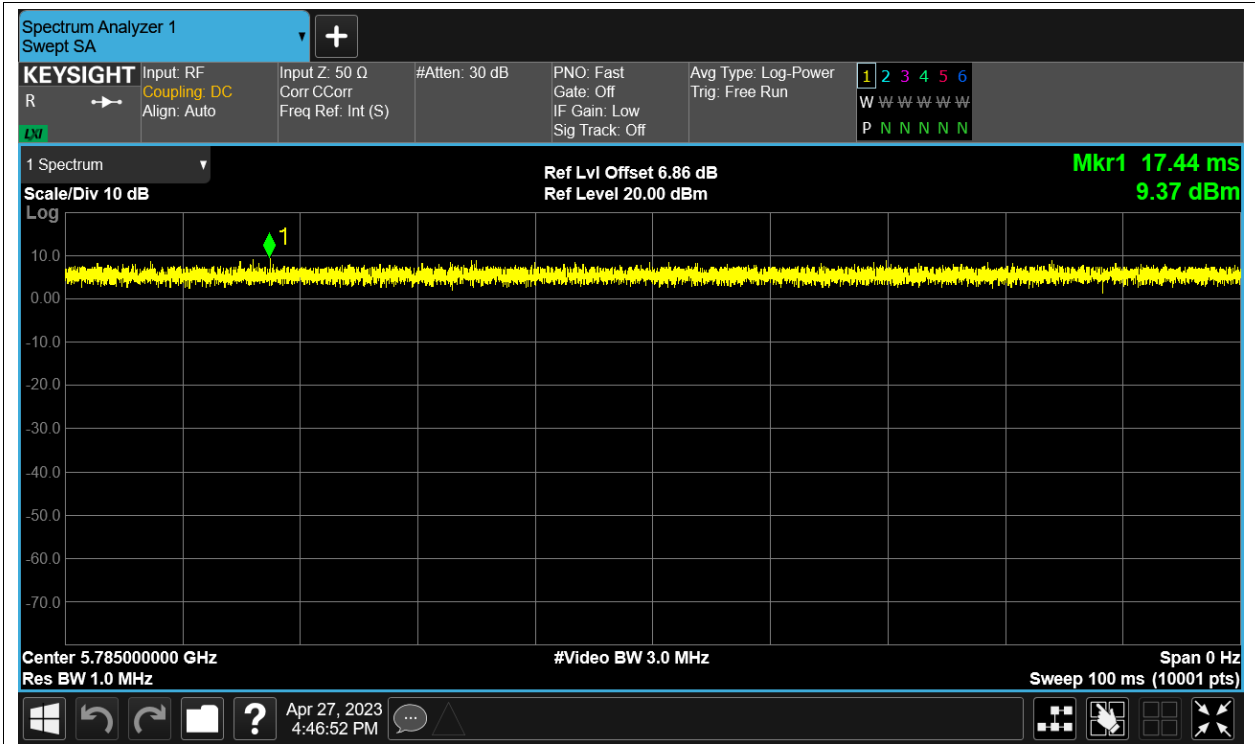 Spectrum Analyzer 1
Swept SA
KEYSIGHT
R
LXI
Input: RF
Coupling: DC
Align: Auto
Input Z: 50 Ω
Corr CCorr
Freq Ref: Int (S)
#Atten: 30 dB
PNO: Fast
Gate: Off
IF Gain: Low
Sig Track: Off
Avg Type: Log-Power
Trig: Free Run
1 2 3 4 5 6
W W W W W W
P N N N N N
1 Spectrum
Scale/Div 10 dB
Log
Ref Lvl Offset 6.86 dB
Ref Level 20.00 dBm
Mkr1 17.44 ms
9.37 dBm
1
10.0
0.00
-10.0
-20.0
-30.0
-40.0
-50.0
-60.0
-70.0
Center 5.785000000 GHz
#Video BW 3.0 MHz
Span 0 Hz
Res BW 1.0 MHz
Sweep 100 ms (10001 pts)
?
Apr 27, 2023
4:46:52 PM